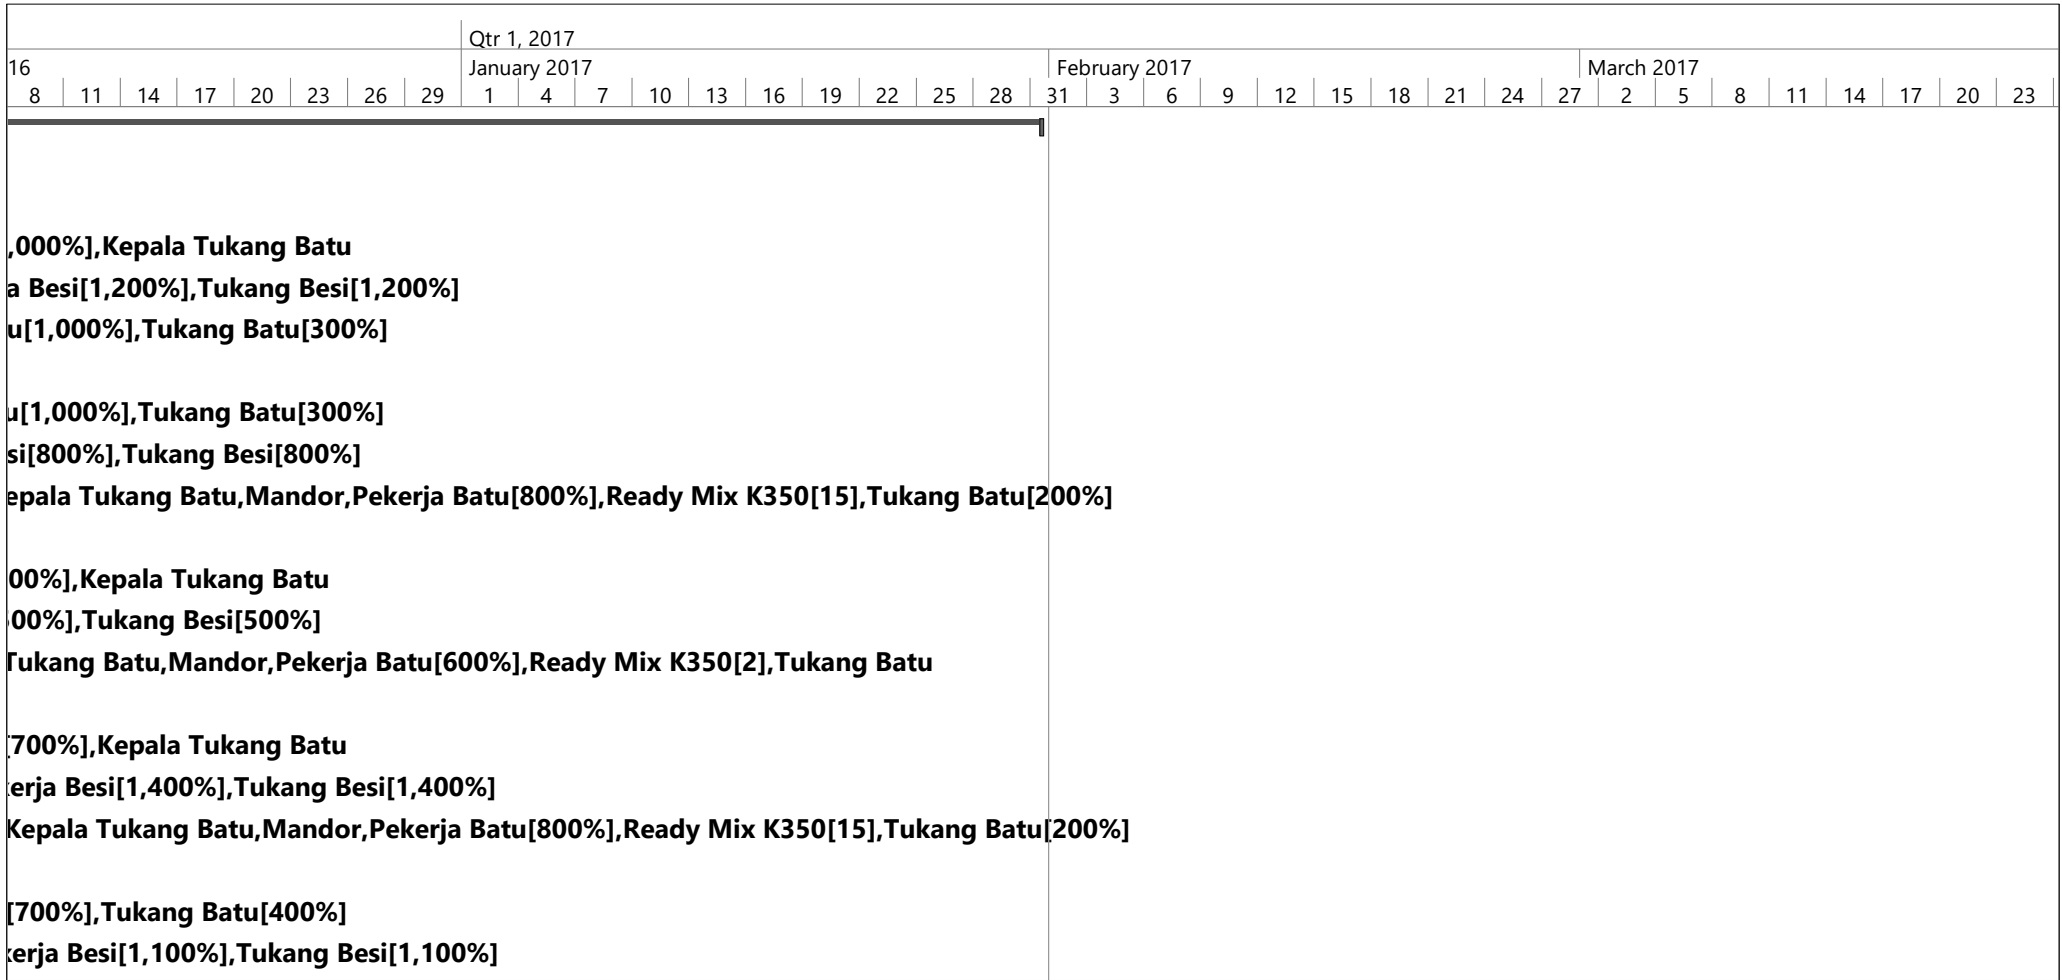 Qtr 1, 2017
16 January 2017 February 2017 March 2017
8 11 14 17 20 23 26 29 1 4 7 10 13 16 19 22 25 28 31 3 6 9 12 15 18 21 24 27 2 5 8 11 14 17 20 23
,000%],Kepala Tukang Batu
a Besi[1,200%],Tukang Besi[1,200%]
u[1,000%],Tukang Batu[300%]
u[1,000%],Tukang Batu[300%]
si[800%],Tukang Besi[800%]
epala Tukang Batu,Mandor,Pekerja Batu[800%],Ready Mix K350[15],Tukang Batu[200%]
00%],Kepala Tukang Batu
00%],Tukang Besi[500%]
Tukang Batu,Mandor,Pekerja Batu[600%],Ready Mix K350[2],Tukang Batu
[700%],Kepala Tukang Batu
erja Besi[1,400%],Tukang Besi[1,400%]
Kepala Tukang Batu,Mandor,Pekerja Batu[800%],Ready Mix K350[15],Tukang Batu[200%]
[700%],Tukang Batu[400%]
erja Besi[1,100%],Tukang Besi[1,100%]